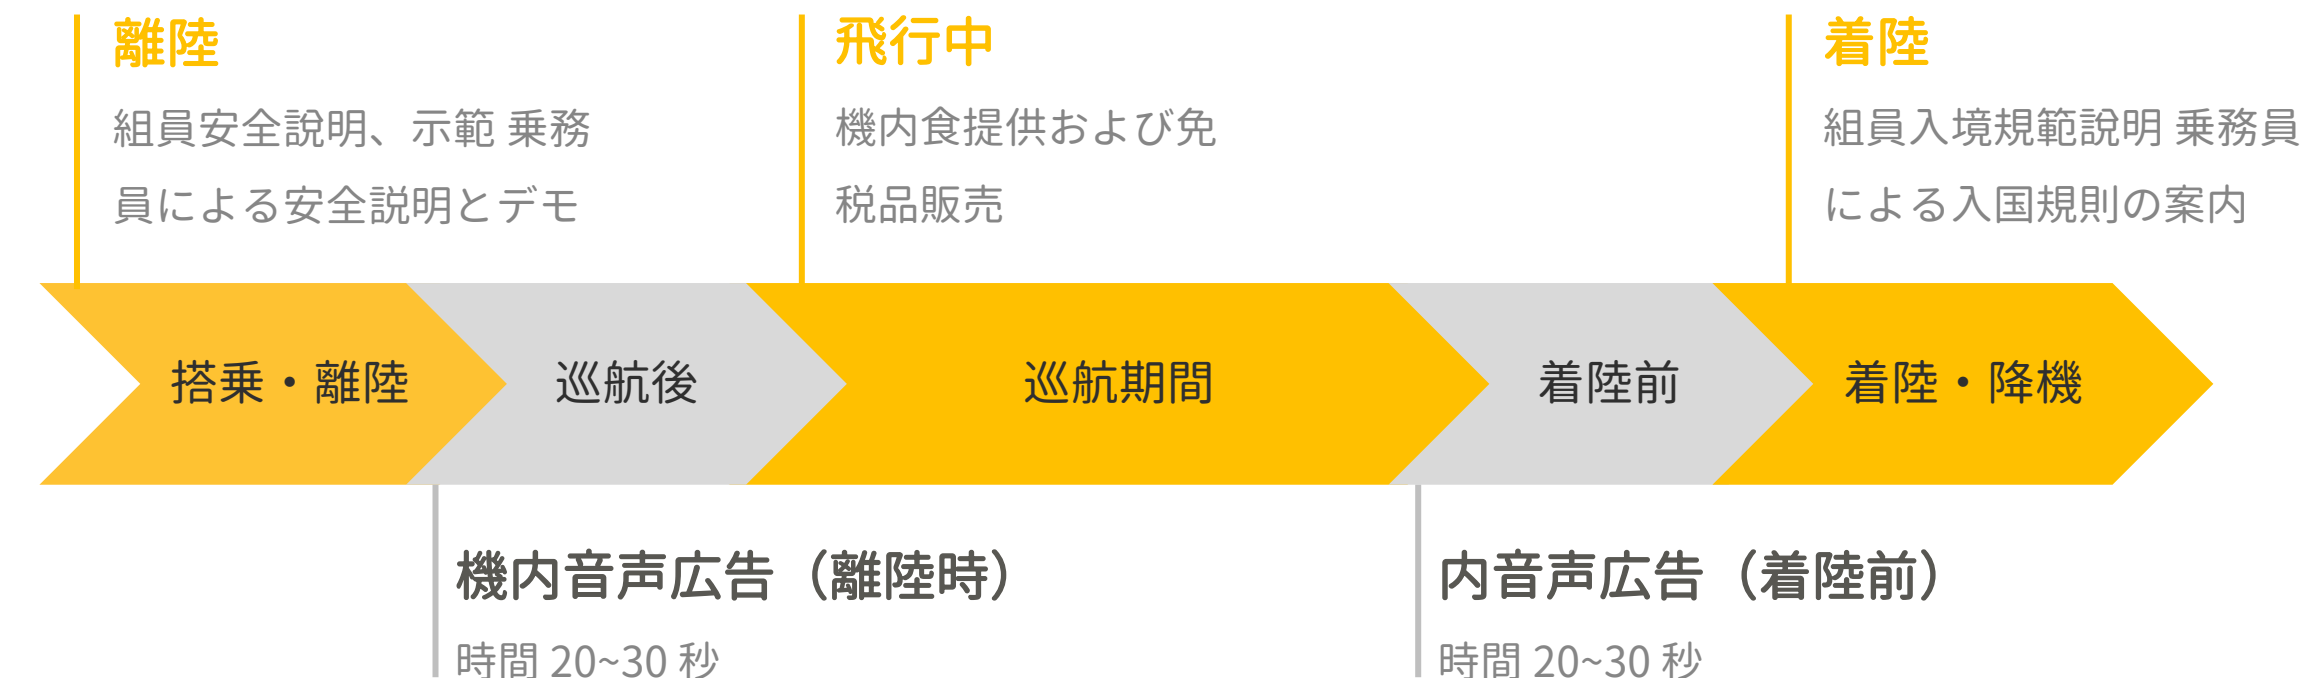 離陸
組員安全說明、示範 乗務
員による安全説明とデモ
飛行中
機内食提供および免
税品販売
着陸
組員入境規範說明 乗務員
による入国規則の案内
搭乗・離陸
巡航後
巡航期間
着陸前
着陸・降機
機内音声広告（離陸時）
時間 20~30 秒
内音声広告（着陸前）
時間 20~30 秒